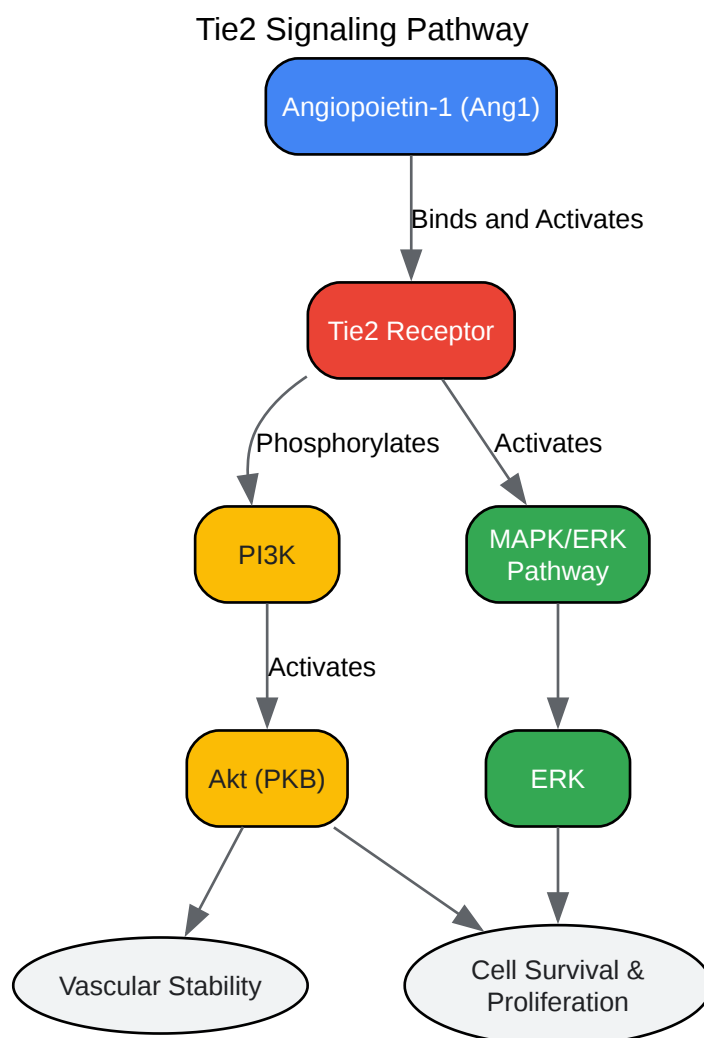 Tie2 Signaling Pathway
Angiopoietin-1 (Ang1)
Binds and Activates
Tie2 Receptor
Phosphorylates
Activates
PI3K
MAPK/ERK
Pathway
Activates
Akt (PKB)
ERK
Vascular Stability
Cell Survival &
Proliferation